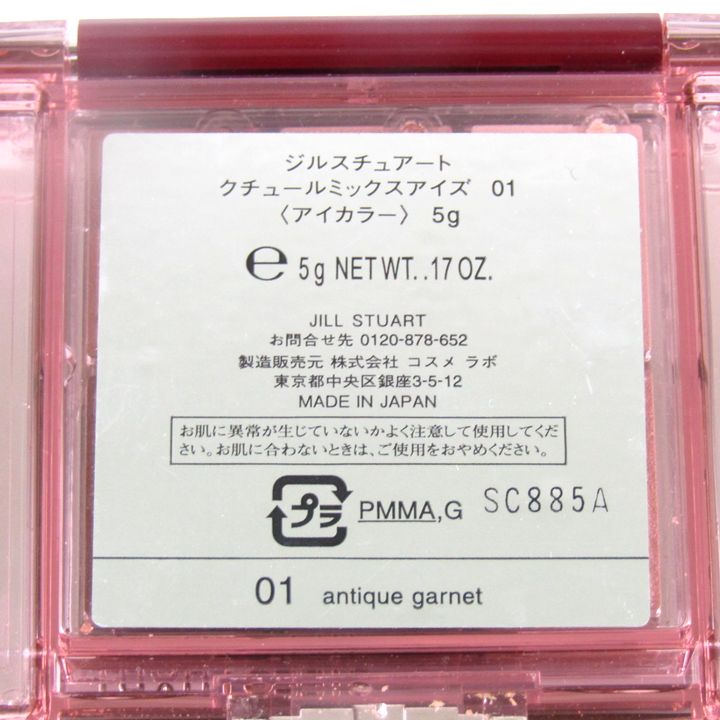 ジルスチュアート
クチュールミックスアイズ 01
〈アイカラー〉 5g
℮ 5g NET WT. .17 OZ.
JILL STUART
お問合せ先 0120-878-652
製造販売元 株式会社 コスメ ラボ
東京都中央区銀座3-5-12
MADE IN JAPAN
お肌に異常が生じていないかよく注意して使用してくだ
さい。お肌に合わないときは、ご使用をおやめください。
プラ PMMA,G SC885A
01 antique garnet